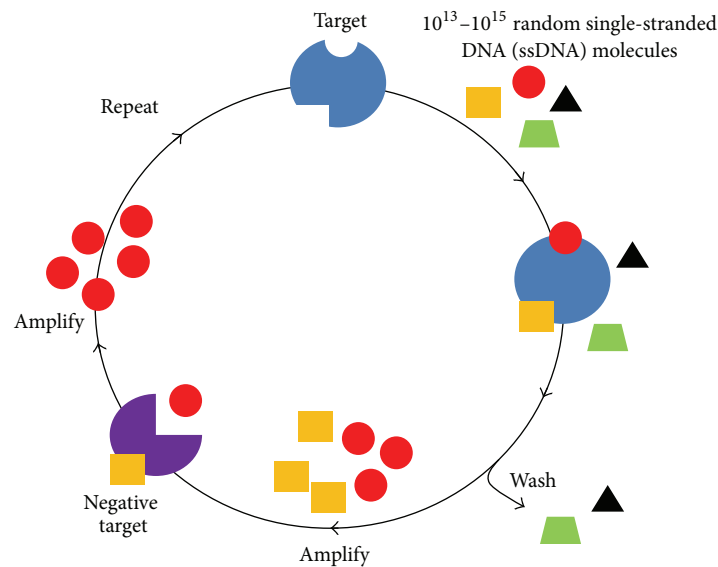 Target
10¹³–10¹⁵ random single-stranded
DNA (ssDNA) molecules
Repeat
Amplify
Wash
Negative
target
Amplify